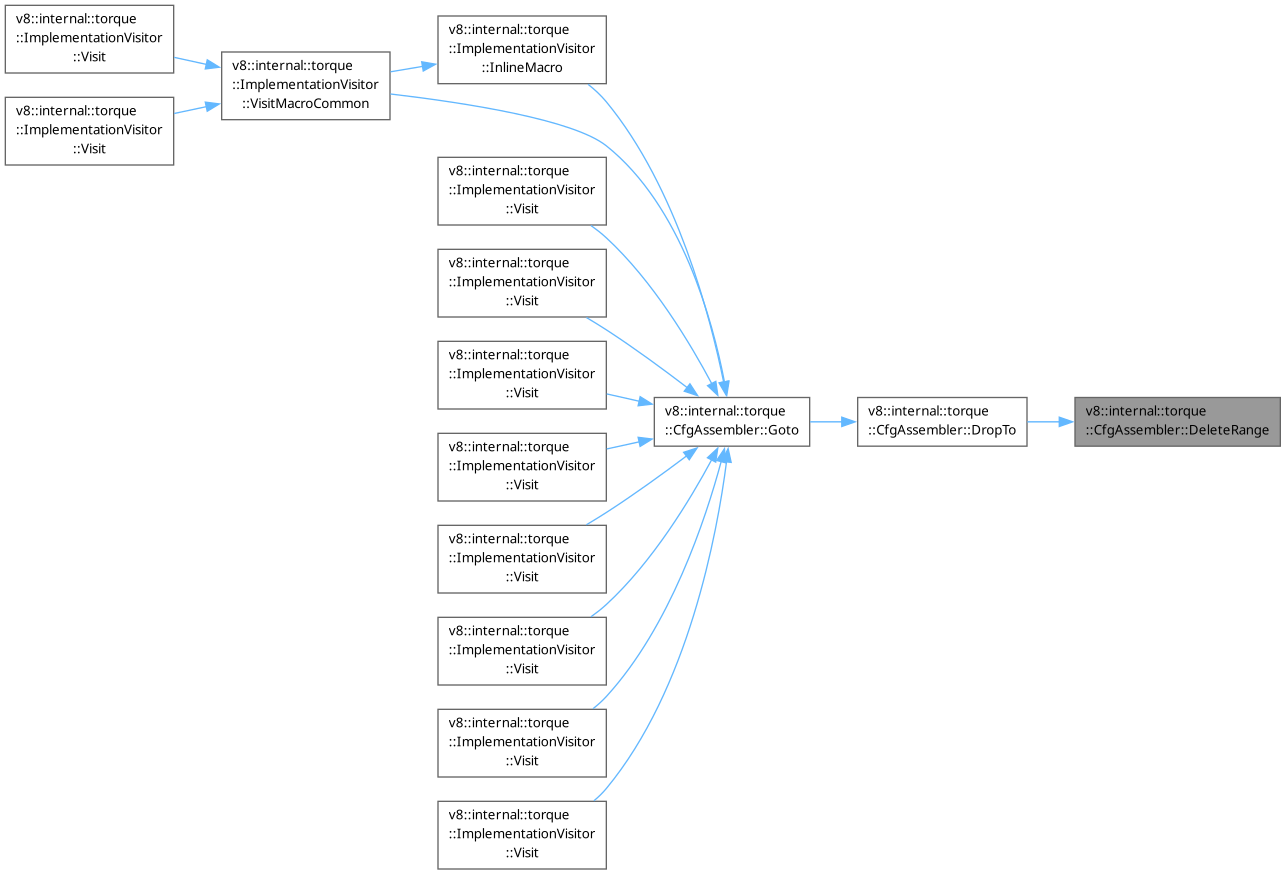 v8::internal::torque
::ImplementationVisitor
::Visit
v8::internal::torque
::ImplementationVisitor
::Visit
v8::internal::torque
::ImplementationVisitor
::VisitMacroCommon
v8::internal::torque
::ImplementationVisitor
::InlineMacro
v8::internal::torque
::ImplementationVisitor
::Visit
v8::internal::torque
::ImplementationVisitor
::Visit
v8::internal::torque
::ImplementationVisitor
::Visit
v8::internal::torque
::ImplementationVisitor
::Visit
v8::internal::torque
::ImplementationVisitor
::Visit
v8::internal::torque
::ImplementationVisitor
::Visit
v8::internal::torque
::ImplementationVisitor
::Visit
v8::internal::torque
::ImplementationVisitor
::Visit
v8::internal::torque
::CfgAssembler::Goto
v8::internal::torque
::CfgAssembler::DropTo
v8::internal::torque
::CfgAssembler::DeleteRange